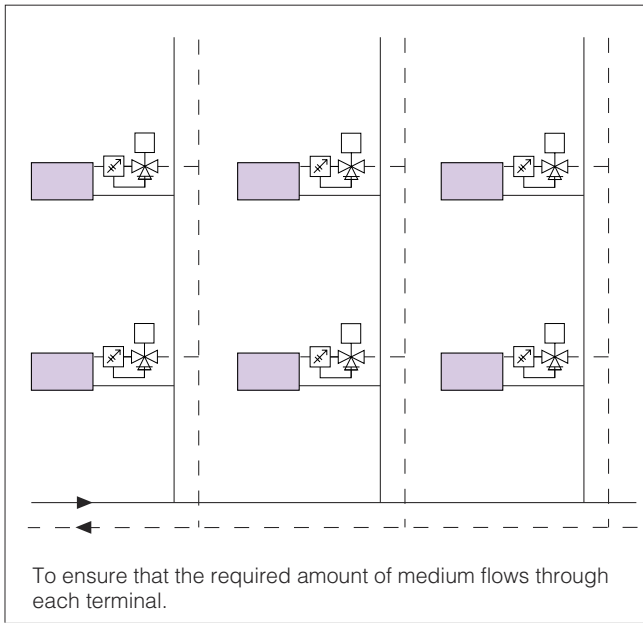 To ensure that the required amount of medium flows through
each terminal.